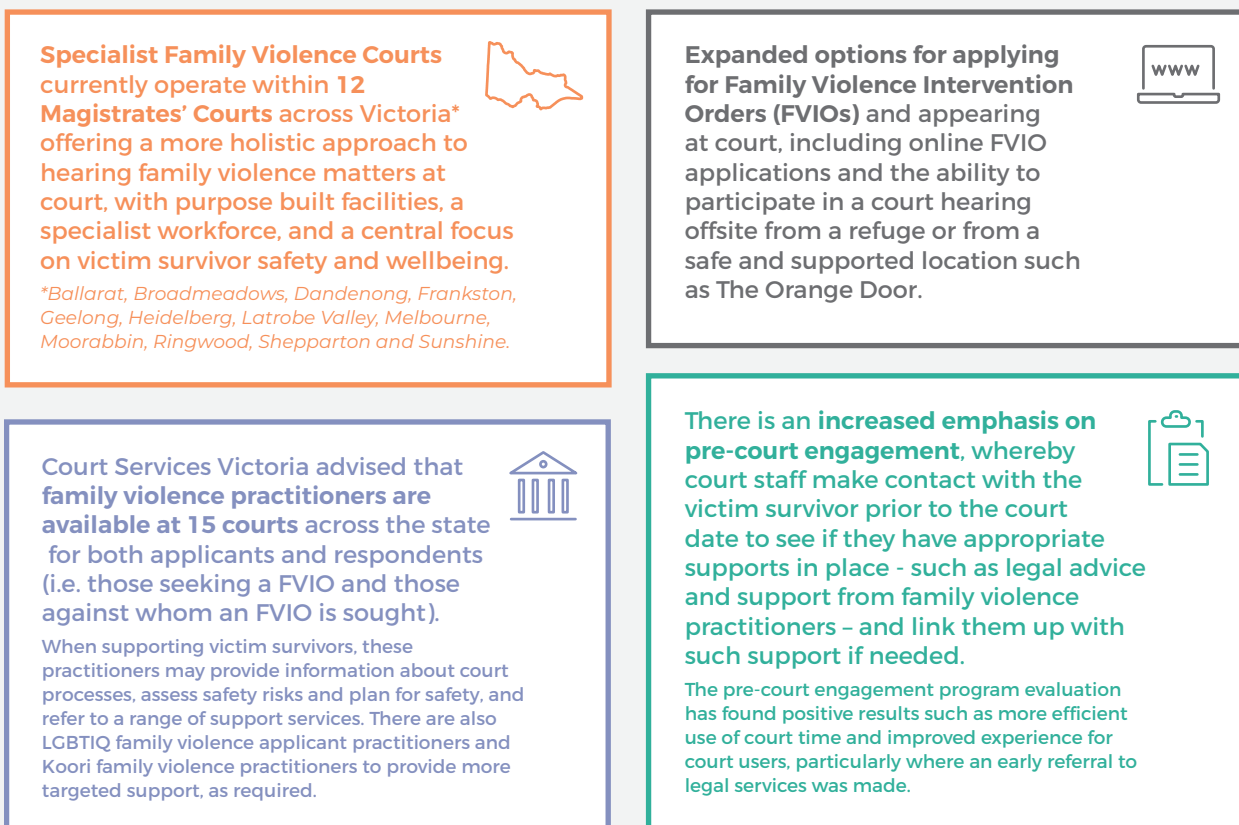 Specialist Family Violence Courts
currently operate within 12
Magistrates’ Courts across Victoria*
offering a more holistic approach to
hearing family violence matters at
court, with purpose built facilities, a
specialist workforce, and a central focus
on victim survivor safety and wellbeing.
*Ballarat, Broadmeadows, Dandenong, Frankston,
Geelong, Heidelberg, Latrobe Valley, Melbourne,
Moorabbin, Ringwood, Shepparton and Sunshine.
Expanded options for applying
for Family Violence Intervention
Orders (FVIOs) and appearing
at court, including online FVIO
applications and the ability to
participate in a court hearing
offsite from a refuge or from a
safe and supported location such
as The Orange Door.
www
Court Services Victoria advised that
family violence practitioners are
available at 15 courts across the state
for both applicants and respondents
(i.e. those seeking a FVIO and those
against whom an FVIO is sought).
When supporting victim survivors, these
practitioners may provide information about court
processes, assess safety risks and plan for safety, and
refer to a range of support services. There are also
LGBTIQ family violence applicant practitioners and
Koori family violence practitioners to provide more
targeted support, as required.
There is an increased emphasis on
pre-court engagement, whereby
court staff make contact with the
victim survivor prior to the court
date to see if they have appropriate
supports in place - such as legal advice
and support from family violence
practitioners – and link them up with
such support if needed.
The pre-court engagement program evaluation
has found positive results such as more efficient
use of court time and improved experience for
court users, particularly where an early referral to
legal services was made.